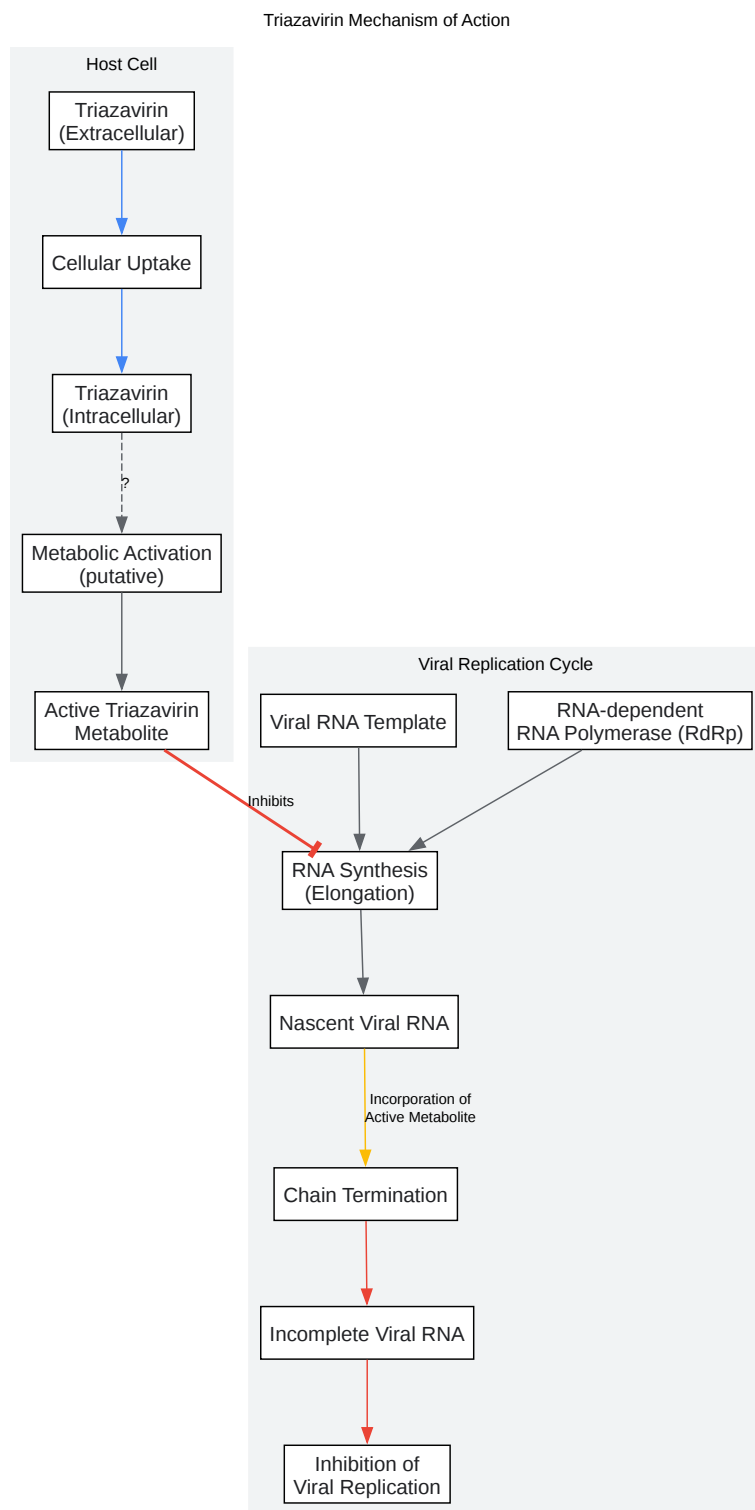 Triazavirin Mechanism of Action
Host Cell
Triazavirin
(Extracellular)
Cellular Uptake
Triazavirin
(Intracellular)
?
Metabolic Activation
(putative)
Active Triazavirin
Metabolite
Viral Replication Cycle
Viral RNA Template
RNA-dependent
RNA Polymerase (RdRp)
Inhibits
RNA Synthesis
(Elongation)
Nascent Viral RNA
Incorporation of
Active Metabolite
Chain Termination
Incomplete Viral RNA
Inhibition of
Viral Replication